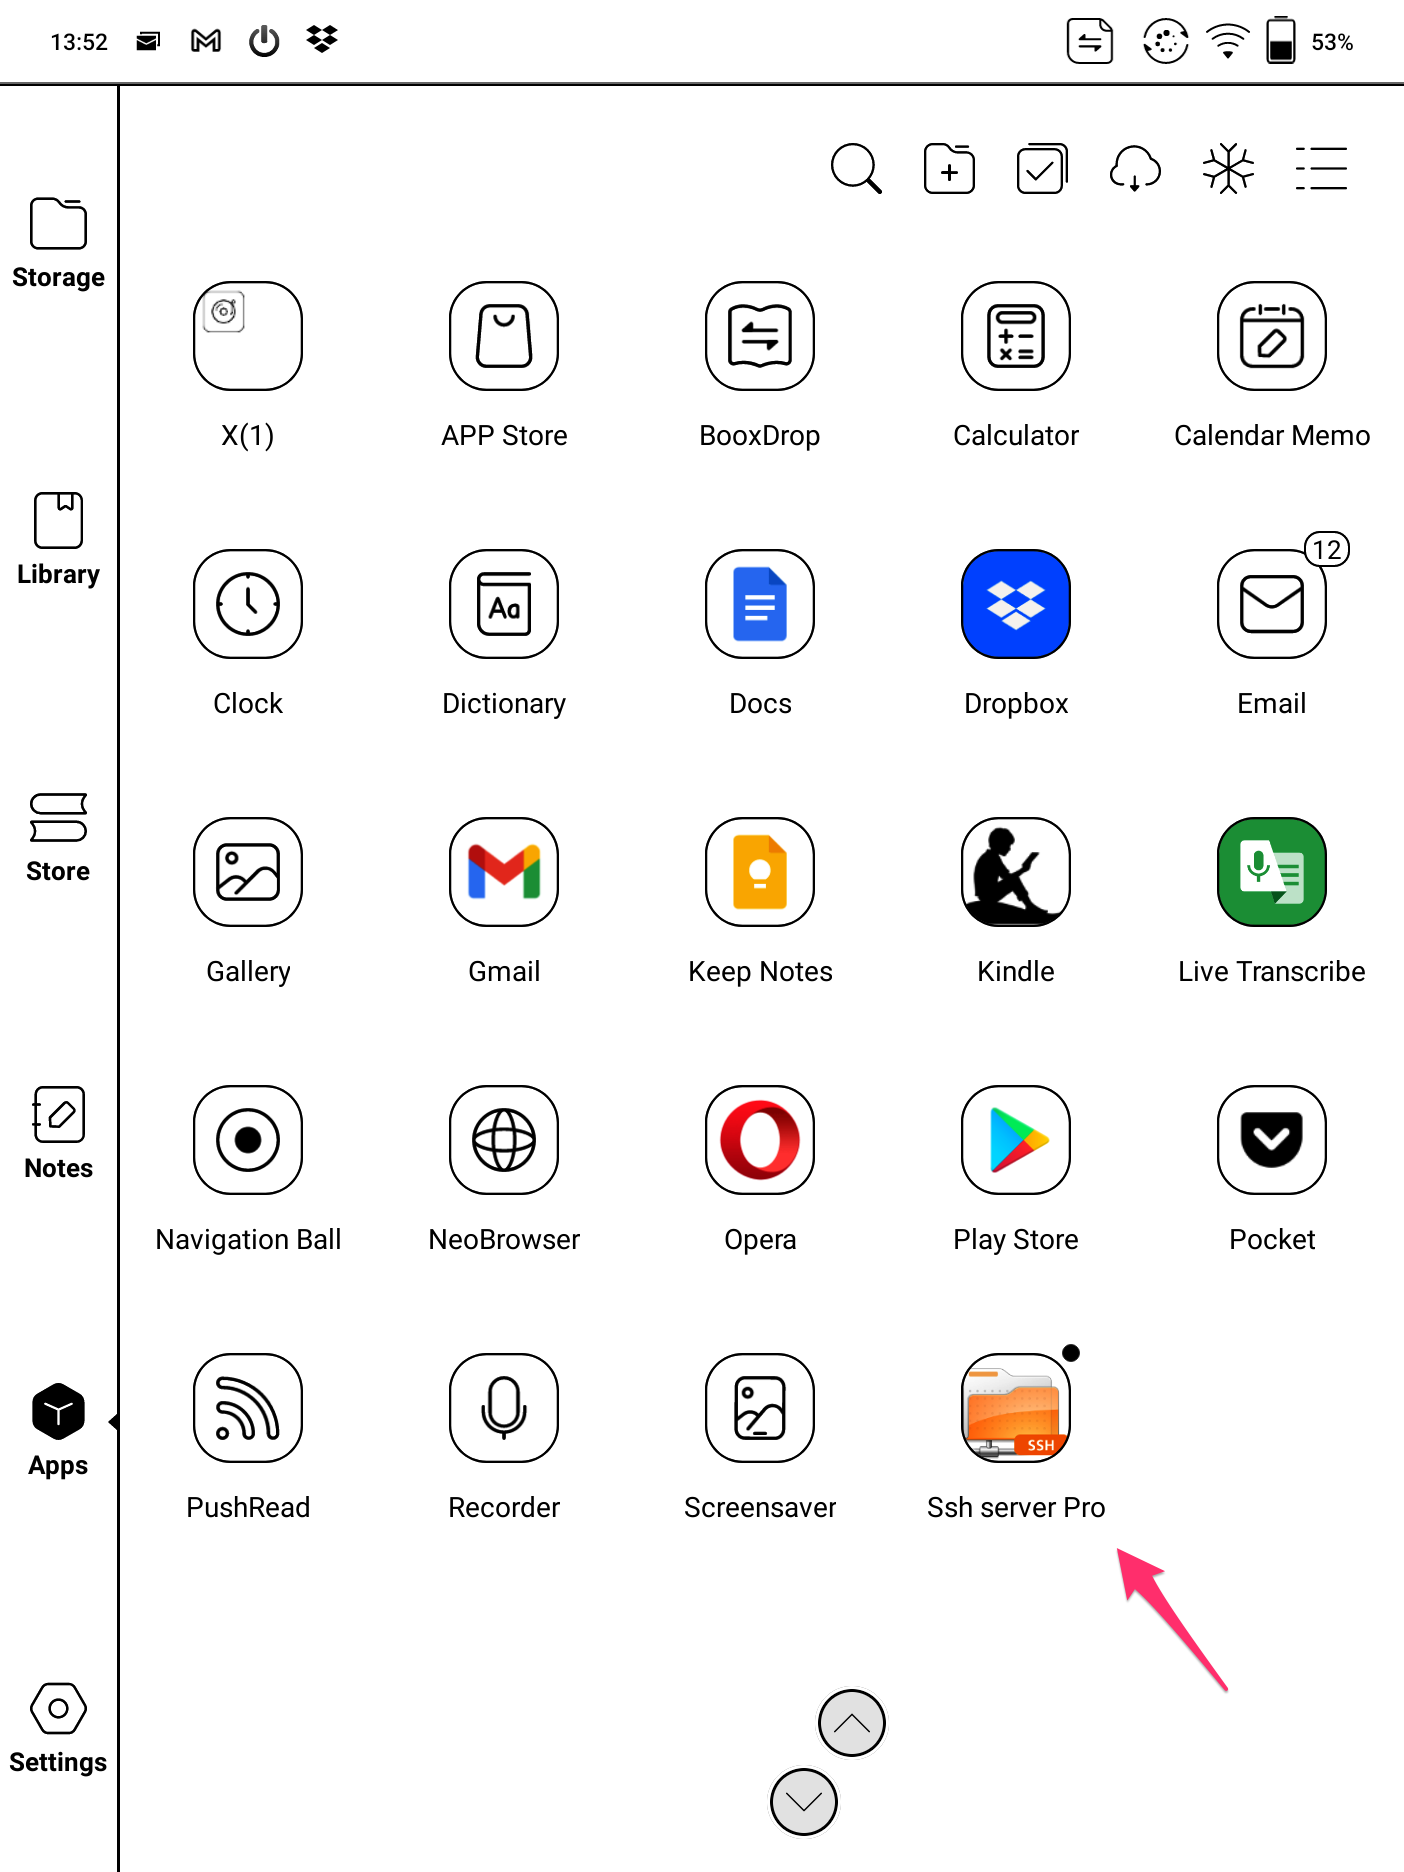 13:52
53%
Storage
X(1)
APP Store
BooxDrop
+−
×=
Calculator
Calendar Memo
Library
12
Clock
Aa
Dictionary
Docs
Dropbox
Email
Store
Gallery
Gmail
Keep Notes
Kindle
Live Transcribe
Notes
Navigation Ball
NeoBrowser
Opera
Play Store
Pocket
Apps
SSH
PushRead
Recorder
Screensaver
Ssh server Pro
Settings